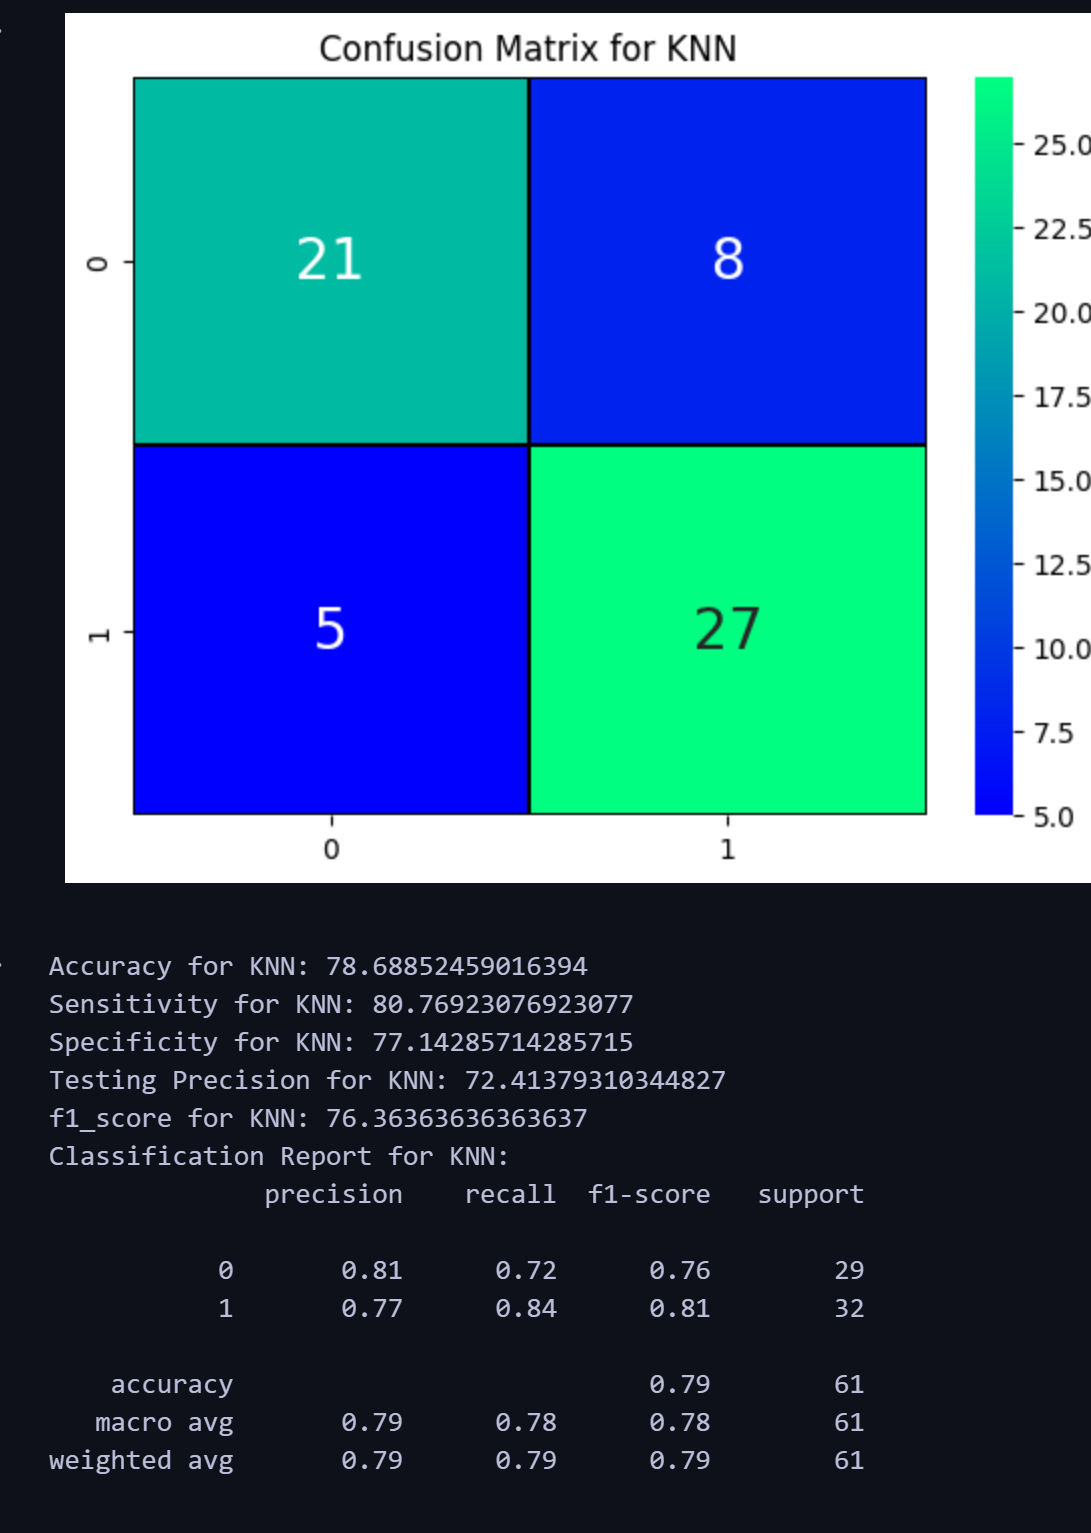 Confusion Matrix for KNN
21 8
0
5 27
1
0 1
25.0
22.5
20.0
17.5
15.0
12.5
10.0
7.5
5.0
Accuracy for KNN: 78.68852459016394
Sensitivity for KNN: 80.76923076923077
Specificity for KNN: 77.14285714285715
Testing Precision for KNN: 72.41379310344827
f1_score for KNN: 76.36363636363637
Classification Report for KNN:
precision recall f1-score support
0 0.81 0.72 0.76 29
1 0.77 0.84 0.81 32
accuracy 0.79 61
macro avg 0.79 0.78 0.78 61
weighted avg 0.79 0.79 0.79 61